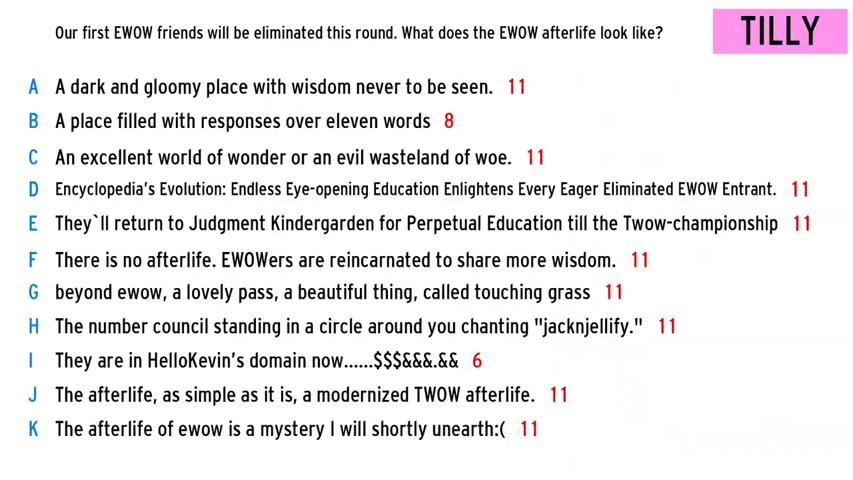 Our first EWOW friends will be eliminated this round. What does the EWOW afterlife look like?
TILLY
A A dark and gloomy place with wisdom never to be seen. 11
B A place filled with responses over eleven words 8
C An excellent world of wonder or an evil wasteland of woe. 11
D Encyclopedia's Evolution: Endless Eye-opening Education Enlightens Every Eager Eliminated EWOW Entrant. 11
E They`ll return to Judgment Kindergarden for Perpetual Education till the Twow-championship 11
F There is no afterlife. EWOWers are reincarnated to share more wisdom. 11
G beyond ewow, a lovely pass, a beautiful thing, called touching grass 11
H The number council standing in a circle around you chanting "jacknjellify." 11
I They are in HelloKevin's domain now......$$$&&&.&& 6
J The afterlife, as simple as it is, a modernized TWOW afterlife. 11
K The afterlife of ewow is a mystery I will shortly unearth:( 11